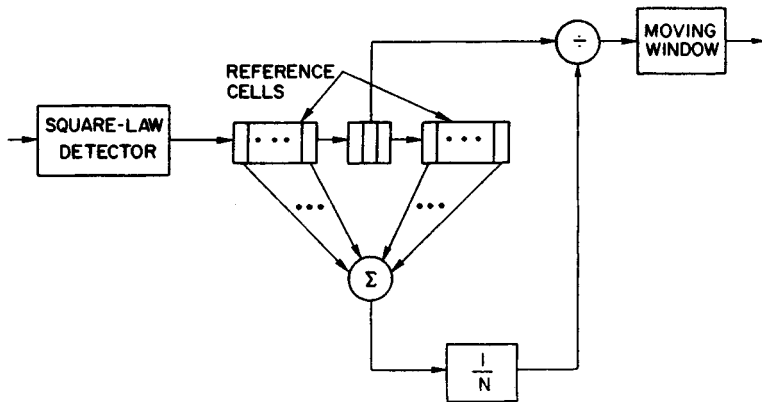 MOVING
WINDOW
÷
REFERENCE
CELLS
SQUARE-LAW
DETECTOR
•••
•••
•••
•••
Σ
1
N